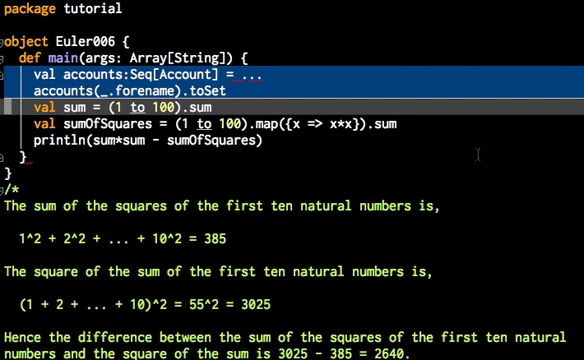 package tutorial
object Euler006 {
def main(args: Array[String]) {
val accounts:Seq[Account] = ...
accounts(_.forename).toSet
val sum = (1 to 100).sum
val sumOfSquares = (1 to 100).map({x => x*x}).sum
println(sum*sum - sumOfSquares)
}
}
/*
The sum of the squares of the first ten natural numbers is,
1^2 + 2^2 + ... + 10^2 = 385
The square of the sum of the first ten natural numbers is,
(1 + 2 + ... + 10)^2 = 55^2 = 3025
Hence the difference between the sum of the squares of the first ten natural
numbers and the square of the sum is 3025 - 385 = 2640.